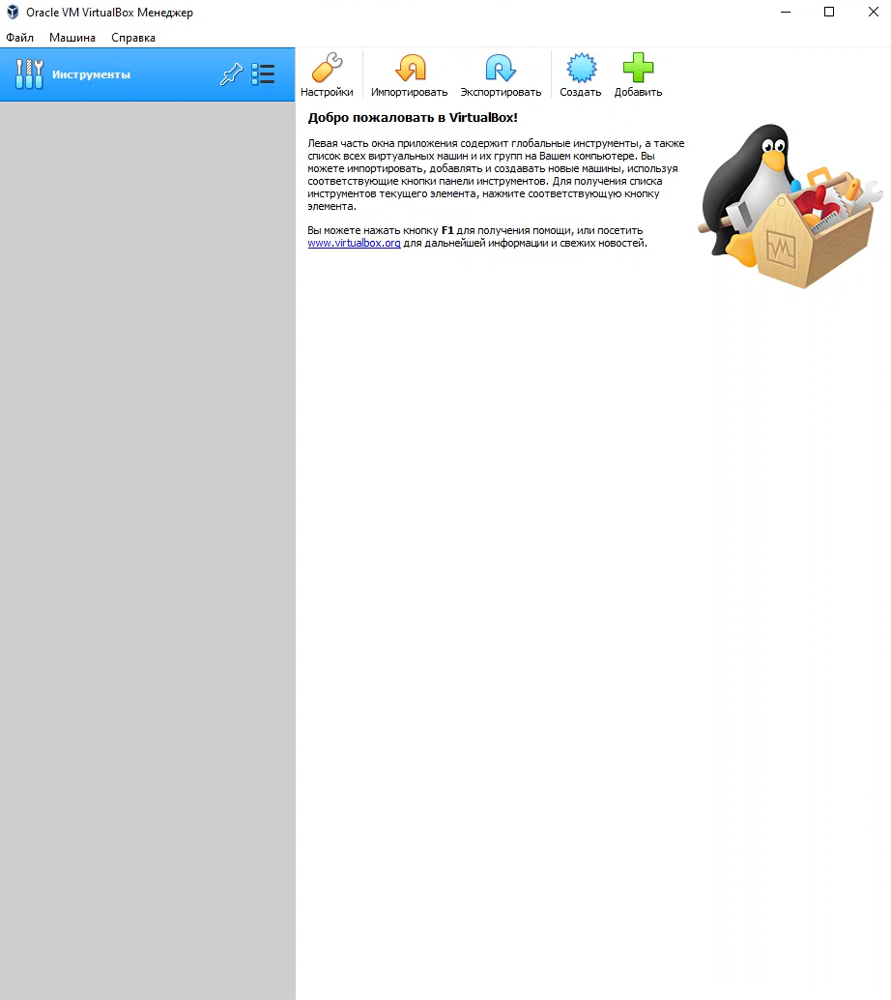 Oracle VM VirtualBox Менеджер
Файл Машина Справка
Инструменты
Настройки Импортировать Экспортировать Создать Добавить
Добро пожаловать в VirtualBox!
Левая часть окна приложения содержит глобальные инструменты, а также
список всех виртуальных машин и их групп на Вашем компьютере. Вы
можете импортировать, добавлять и создавать новые машины, используя
соответствующие кнопки панели инструментов. Для получения списка
инструментов текущего элемента, нажмите соответствующую кнопку
элемента.
Вы можете нажать кнопку F1 для получения помощи, или посетить
www.virtualbox.org для дальнейшей информации и свежих новостей.